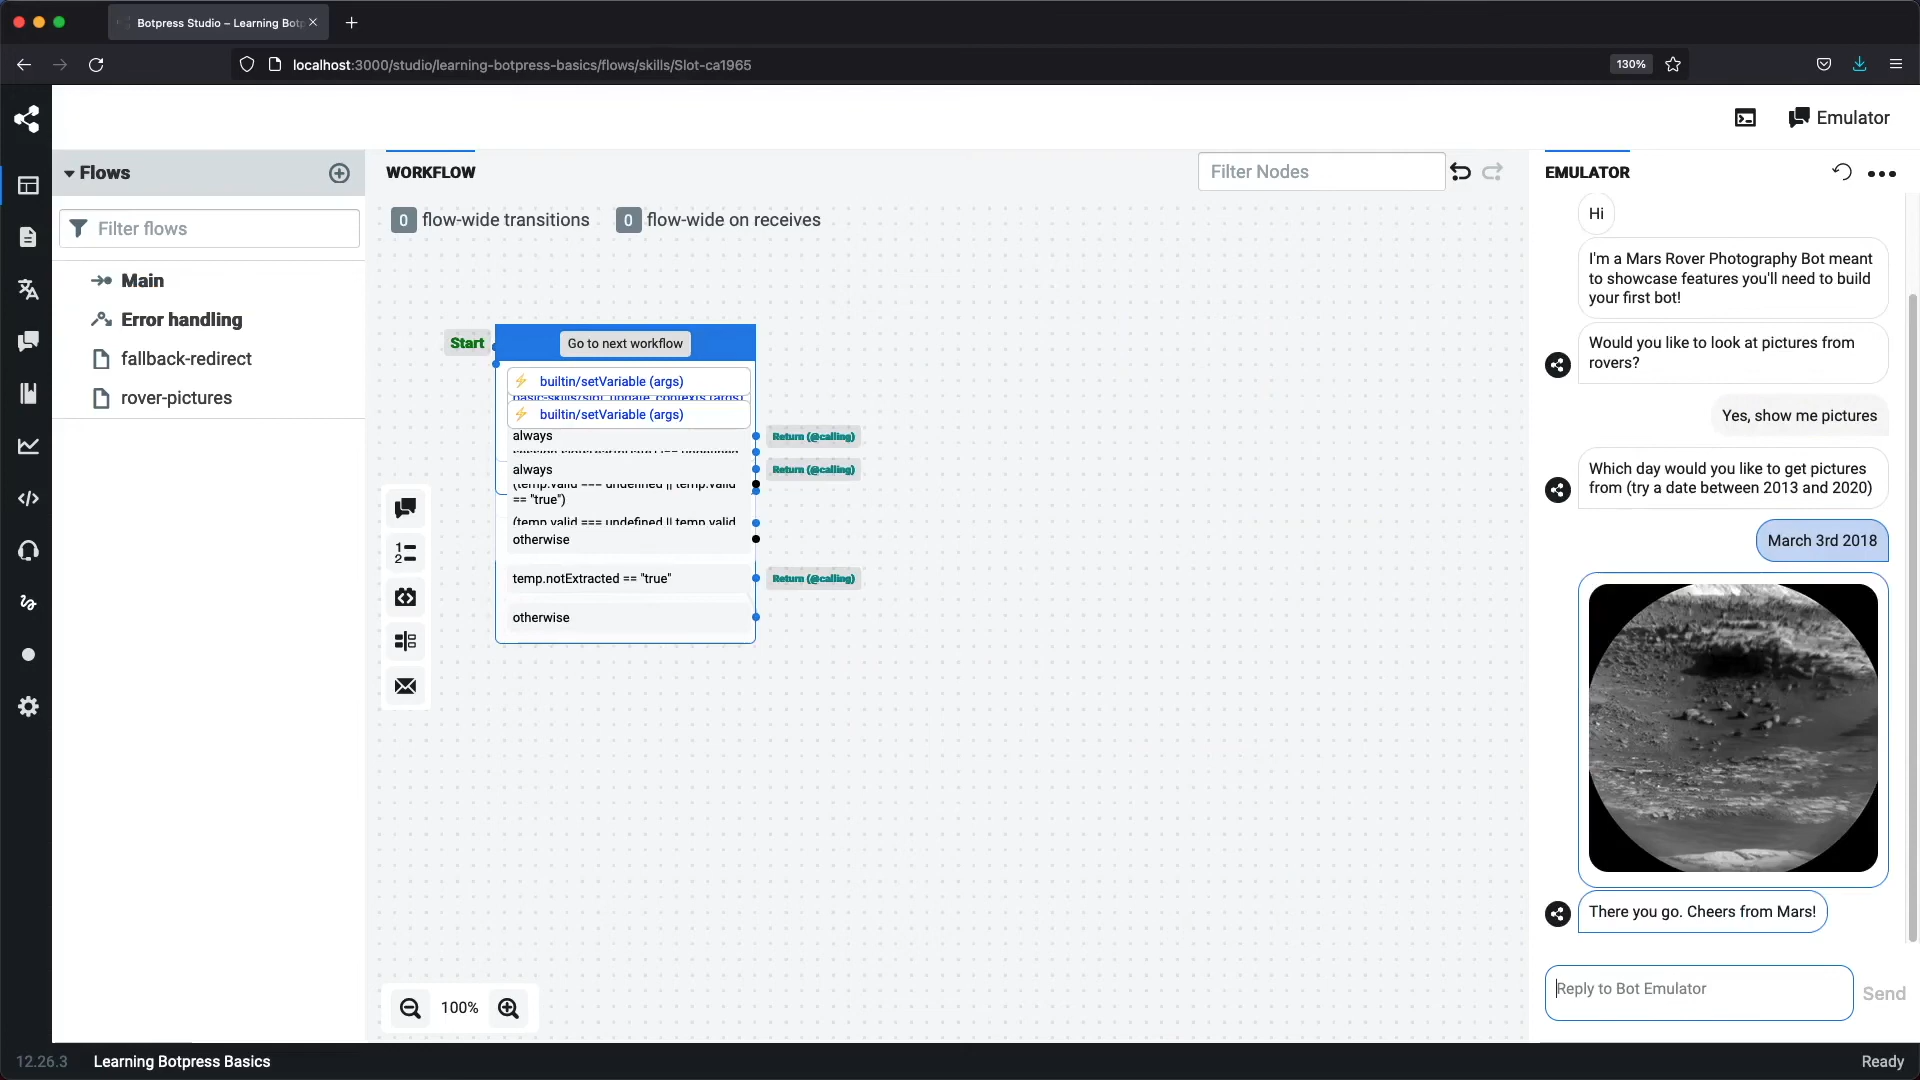 Botpress Studio – Learning Botp
localhost:3000/studio/learning-botpress-basics/flows/skills/Slot-ca1965
130%
Emulator
Flows
Filter flows
Main
Error handling
fallback-redirect
rover-pictures
WORKFLOW
Filter Nodes
0 flow-wide transitions 0 flow-wide on receives
Start
Go to next workflow
builtin/setVariable (args)
basic-skills/slot_update_contexts (args)
builtin/setVariable (args)
always
Return (@calling)
always
Return (@calling)
(temp.valid === undefined || temp.valid
== "true")
(temp.valid === undefined || temp.valid
otherwise
temp.notExtracted == "true"
Return (@calling)
otherwise
100%
EMULATOR
Hi
I'm a Mars Rover Photography Bot meant
to showcase features you'll need to build
your first bot!
Would you like to look at pictures from
rovers?
Yes, show me pictures
Which day would you like to get pictures
from (try a date between 2013 and 2020)
March 3rd 2018
There you go. Cheers from Mars!
Reply to Bot Emulator
Send
12.26.3
Learning Botpress Basics
Ready